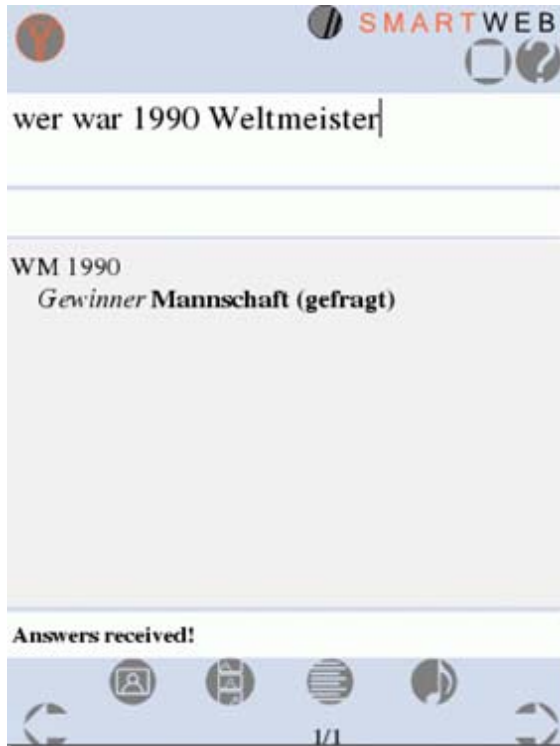 SMARTWEB
wer war 1990 Weltmeister
WM 1990
Gewinner Mannschaft (gefragt)
Answers received!
1/1